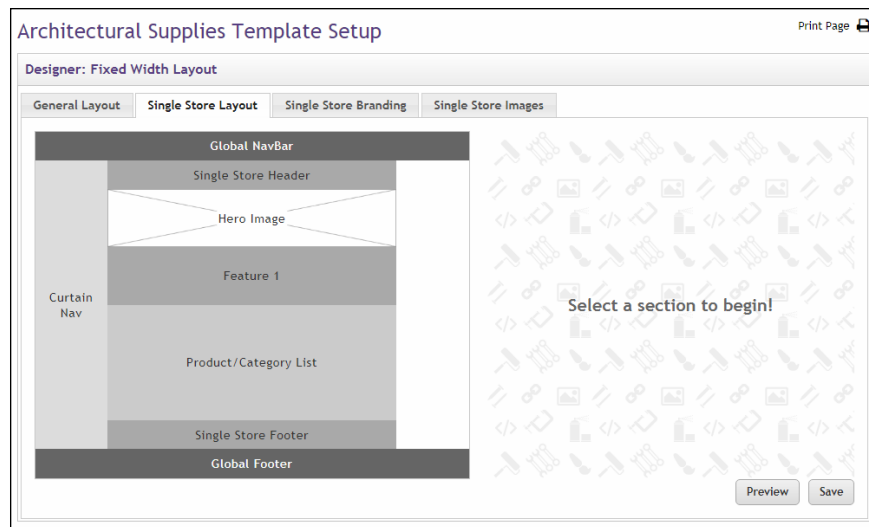 Architectural Supplies Template Setup
Print Page
Designer: Fixed Width Layout
General Layout
Single Store Layout
Single Store Branding
Single Store Images
Global NavBar
Single Store Header
Hero Image
Feature 1
Curtain
Nav
Product/Category List
Single Store Footer
Global Footer
Select a section to begin!
Preview
Save